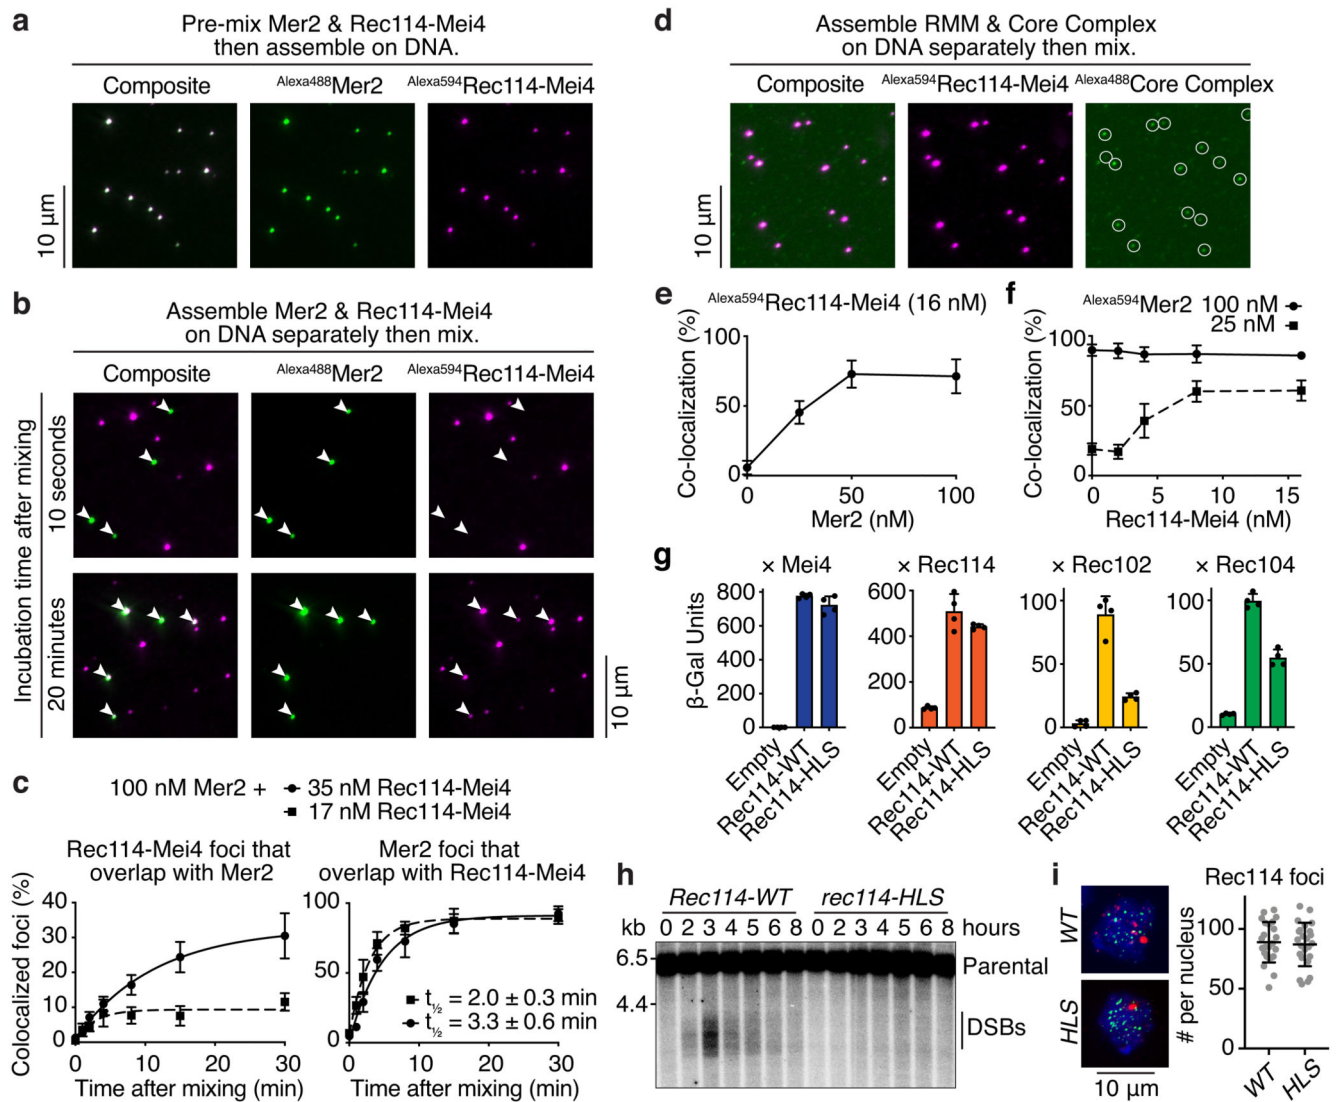 a
Pre-mix Mer2 & Rec114-Mei4
then assemble on DNA.
Composite
Alexa488Mer2
Alexa594Rec114-Mei4
10 µm
b
Assemble Mer2 & Rec114-Mei4
on DNA separately then mix.
Composite
Alexa488Mer2
Alexa594Rec114-Mei4
Incubation time after mixing
10 seconds
20 minutes
10 µm
c
100 nM Mer2 +
35 nM Rec114-Mei4
17 nM Rec114-Mei4
Rec114-Mei4 foci that
overlap with Mer2
Colocalized foci (%)
40
30
20
10
0
0 10 20 30
Time after mixing (min)
Mer2 foci that
overlap with Rec114-Mei4
100
50
0
t½ = 2.0 ± 0.3 min
t½ = 3.3 ± 0.6 min
0 10 20 30
Time after mixing (min)
d
Assemble RMM & Core Complex
on DNA separately then mix.
Composite
Alexa594Rec114-Mei4
Alexa488Core Complex
10 µm
e
Alexa594Rec114-Mei4 (16 nM)
Co-localization (%)
100
50
0
0 50 100
Mer2 (nM)
f
Alexa594Mer2 100 nM
25 nM
Co-localization (%)
100
50
0
0 5 10 15
Rec114-Mei4 (nM)
g
× Mei4
β-Gal Units
800
600
400
200
0
Empty
Rec114-WT
Rec114-HLS
× Rec114
600
400
200
0
Empty
Rec114-WT
Rec114-HLS
× Rec102
100
50
0
Empty
Rec114-WT
Rec114-HLS
× Rec104
100
50
0
Empty
Rec114-WT
Rec114-HLS
h
Rec114-WT rec114-HLS
kb 0 2 3 4 5 6 8 0 2 3 4 5 6 8 hours
6.5
Parental
4.4
DSBs
i
WT
HLS
10 µm
Rec114 foci
# per nucleus
100
50
0
WT
HLS